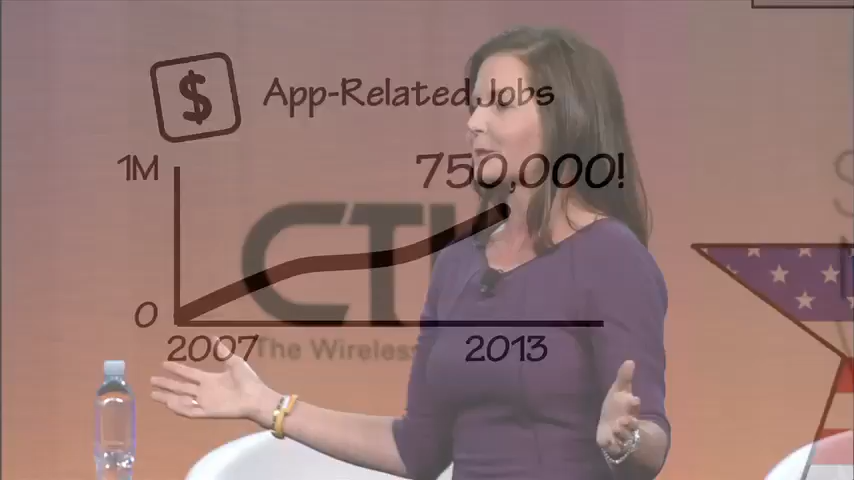 $
App-Related Jobs
1M
750,000!
CTI
0
2007
2013
The Wireless